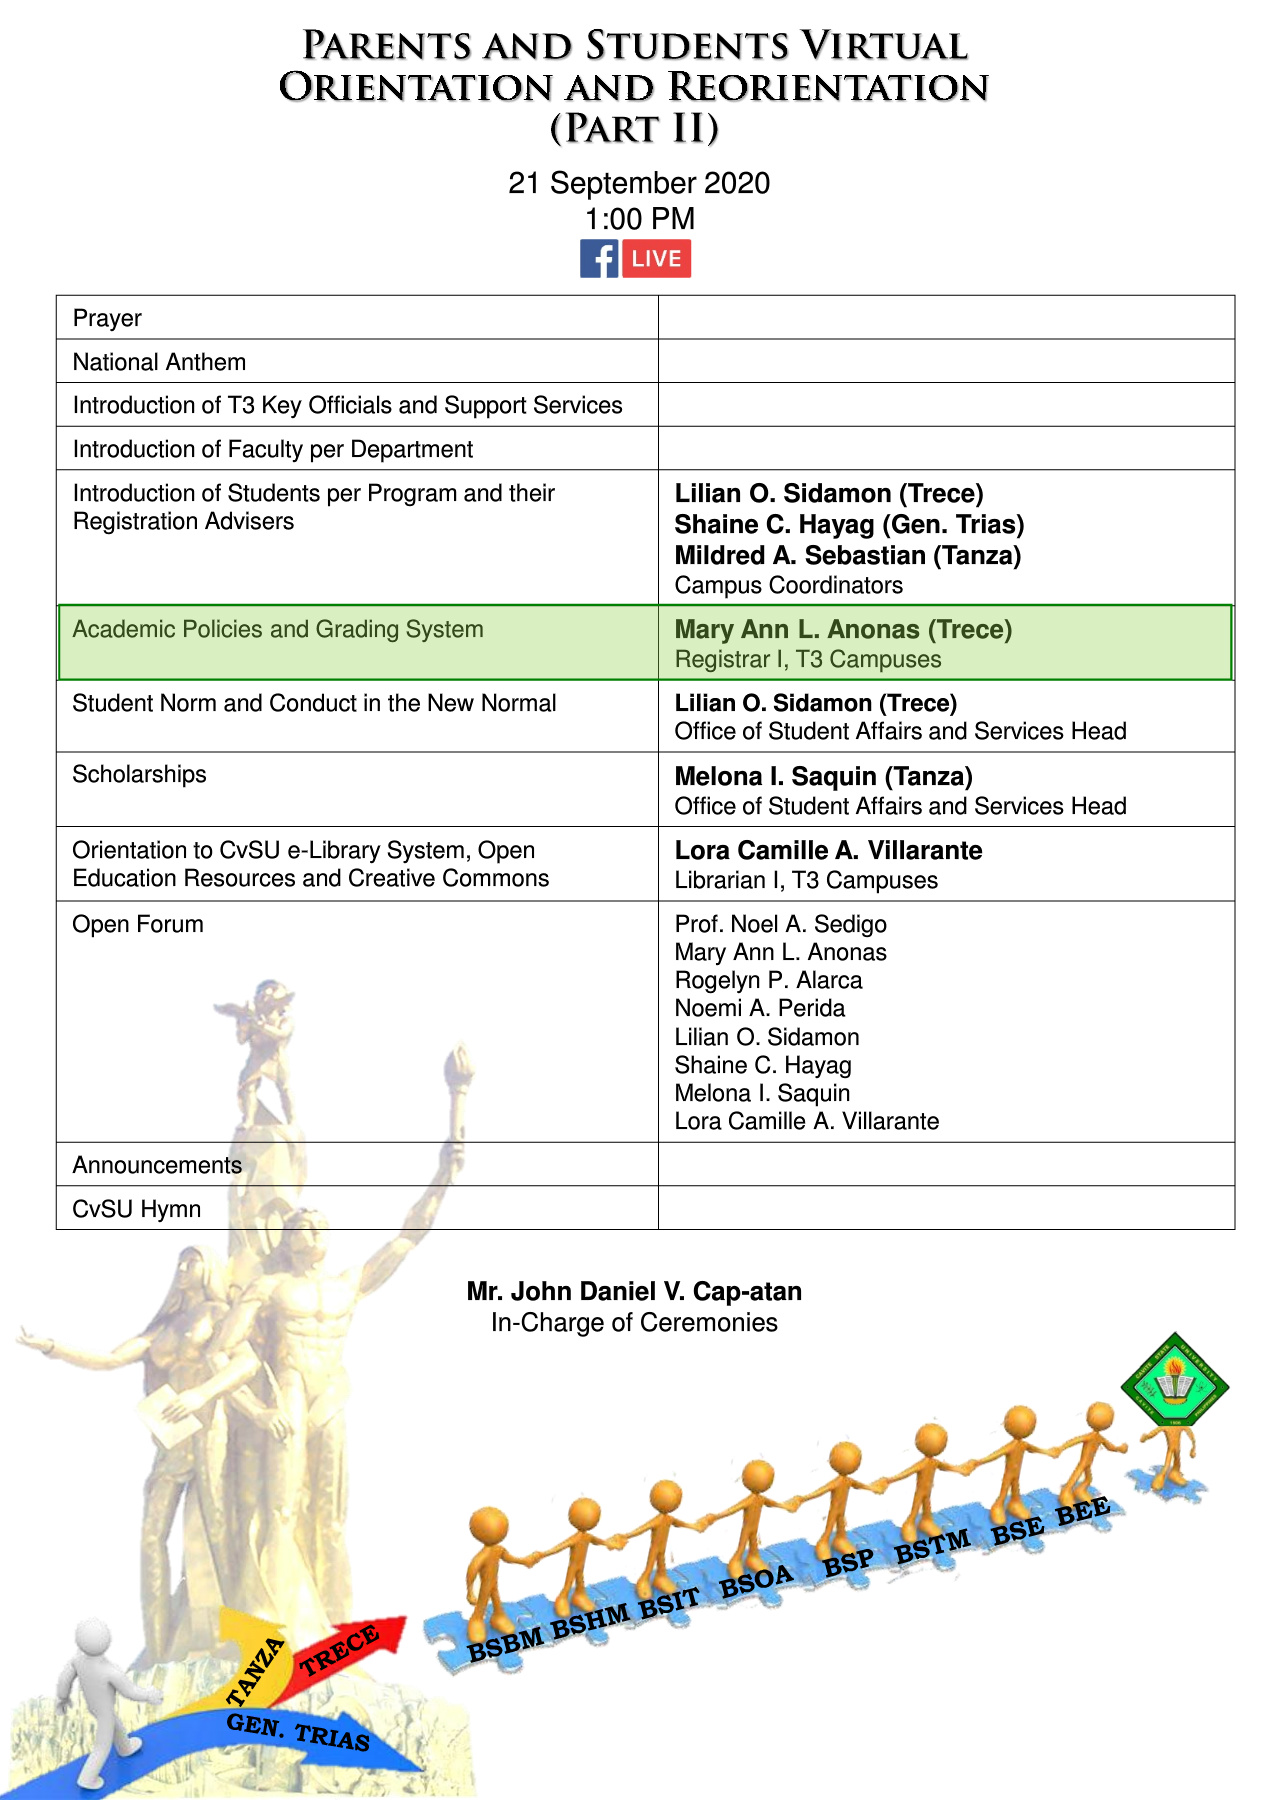 PARENTS AND STUDENTS VIRTUAL
ORIENTATION AND REORIENTATION
(PART II)
21 September 2020
1:00 PM
f LIVE
Prayer
National Anthem
Introduction of T3 Key Officials and Support Services
Introduction of Faculty per Department
Introduction of Students per Program and their
Registration Advisers
Lilian O. Sidamon (Trece)
Shaine C. Hayag (Gen. Trias)
Mildred A. Sebastian (Tanza)
Campus Coordinators
Academic Policies and Grading System
Mary Ann L. Anonas (Trece)
Registrar I, T3 Campuses
Student Norm and Conduct in the New Normal
Lilian O. Sidamon (Trece)
Office of Student Affairs and Services Head
Scholarships
Melona I. Saquin (Tanza)
Office of Student Affairs and Services Head
Orientation to CvSU e-Library System, Open
Education Resources and Creative Commons
Lora Camille A. Villarante
Librarian I, T3 Campuses
Open Forum
Prof. Noel A. Sedigo
Mary Ann L. Anonas
Rogelyn P. Alarca
Noemi A. Perida
Lilian O. Sidamon
Shaine C. Hayag
Melona I. Saquin
Lora Camille A. Villarante
Announcements
CvSU Hymn
Mr. John Daniel V. Cap-atan
In-Charge of Ceremonies
CAVITE STATE UNIVERSITY
CAVITE 1906 PHILIPPINES
BSBM BSHM BSIT BSOA BSP BSTM BSE BEE
TANZA
TRECE
GEN. TRIAS